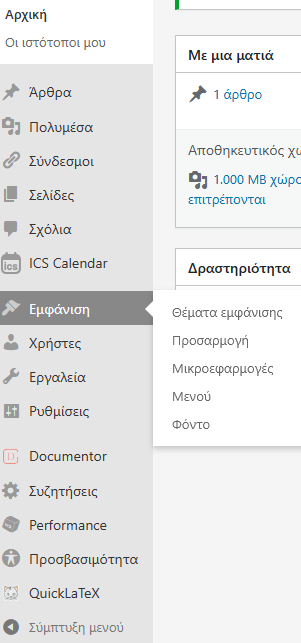 Αρχική
Οι ιστότοποι μου
Άρθρα
Πολυμέσα
Σύνδεσμοι
Σελίδες
Σχόλια
ics
ICS Calendar
Εμφάνιση
Χρήστες
Εργαλεία
Ρυθμίσεις
Documentor
Συζητήσεις
Performance
Προσβασιμότητα
QuickLaTeX
Σύμπτυξη μενού
Θέματα εμφάνισης
Προσαρμογή
Μικροεφαρμογές
Μενού
Φόντο
Με μια ματιά
1 άρθρο
Αποθηκευτικός
1.000 MB
επιτρέπονται
Δραστηριότητα